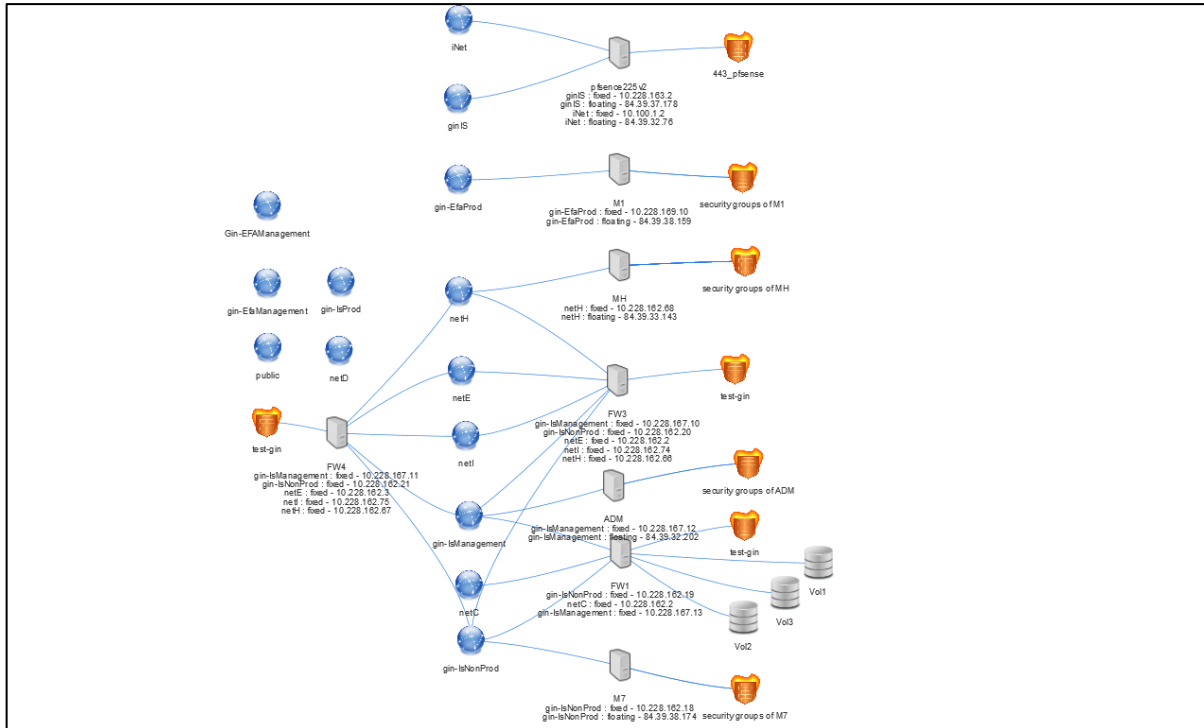 iNet
443_pfsense
pfsence225v2
ginIS : fixed - 10.228.163.2
ginIS : floating - 84.39.37.178
iNet : fixed - 10.100.1.2
iNet : floating - 84.39.32.76
ginIS
gin-EfaProd
M1
gin-EfaProd : fixed - 10.228.169.10
gin-EfaProd : floating - 84.39.38.159
security groups of M1
Gin-EFAManagement
gin-EfaManagement
gin-IsProd
netH
MH
netH : fixed - 10.228.162.68
netH : floating - 84.39.33.143
security groups of MH
public
netD
netE
FW3
gin-IsManagement : fixed - 10.228.167.10
gin-IsNonProd : fixed - 10.228.162.20
netE : fixed - 10.228.162.2
netI : fixed - 10.228.162.74
netH : fixed - 10.228.162.66
test-gin
test-gin
FW4
gin-IsManagement : fixed - 10.228.167.11
gin-IsNonProd : fixed - 10.228.162.21
netE : fixed - 10.228.162.3
netI : fixed - 10.228.162.75
netH : fixed - 10.228.162.67
netI
security groups of ADM
ADM
gin-IsManagement : fixed - 10.228.167.12
gin-IsManagement : floating - 84.39.32.202
gin-IsManagement
test-gin
FW1
gin-IsNonProd : fixed - 10.228.162.19
netC : fixed - 10.228.162.2
gin-IsManagement : fixed - 10.228.167.13
Vol1
Vol3
Vol2
netC
gin-IsNonProd
M7
gin-IsNonProd : fixed - 10.228.162.18
gin-IsNonProd : floating - 84.39.38.174
security groups of M7